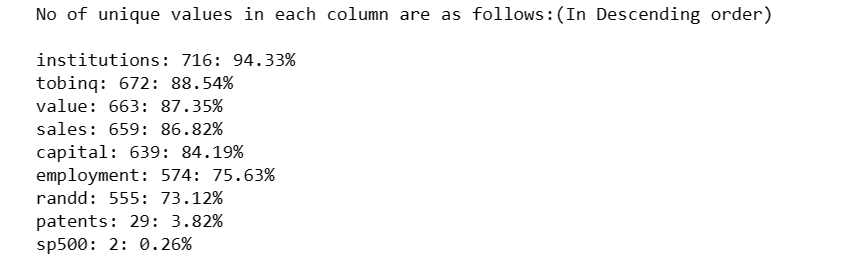 No of unique values in each column are as follows:(In Descending order)
institutions: 716: 94.33%
tobinq: 672: 88.54%
value: 663: 87.35%
sales: 659: 86.82%
capital: 639: 84.19%
employment: 574: 75.63%
randd: 555: 73.12%
patents: 29: 3.82%
sp500: 2: 0.26%